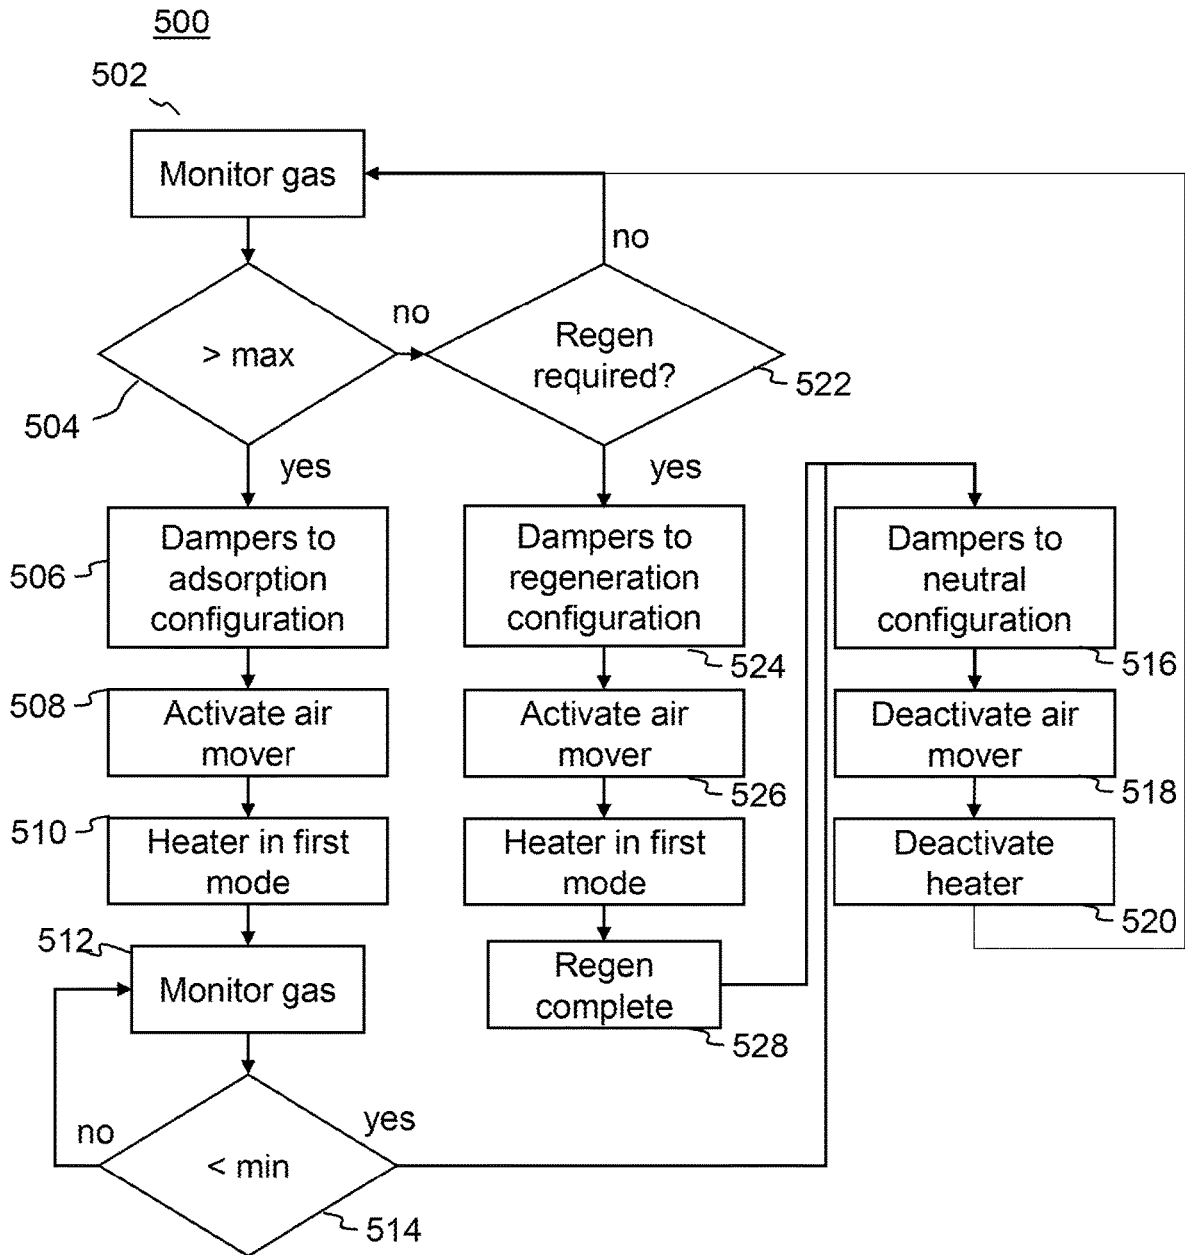 500
502
Monitor gas
no
> max
no
Regen
required?
504
522
yes
yes
506
Dampers to
adsorption
configuration
Dampers to
regeneration
configuration
524
Dampers to
neutral
configuration
516
508
Activate air
mover
Activate air
mover
526
Deactivate air
mover
518
510
Heater in first
mode
Heater in first
mode
Deactivate
heater
520
512
Monitor gas
Regen
complete
528
no
yes
< min
514